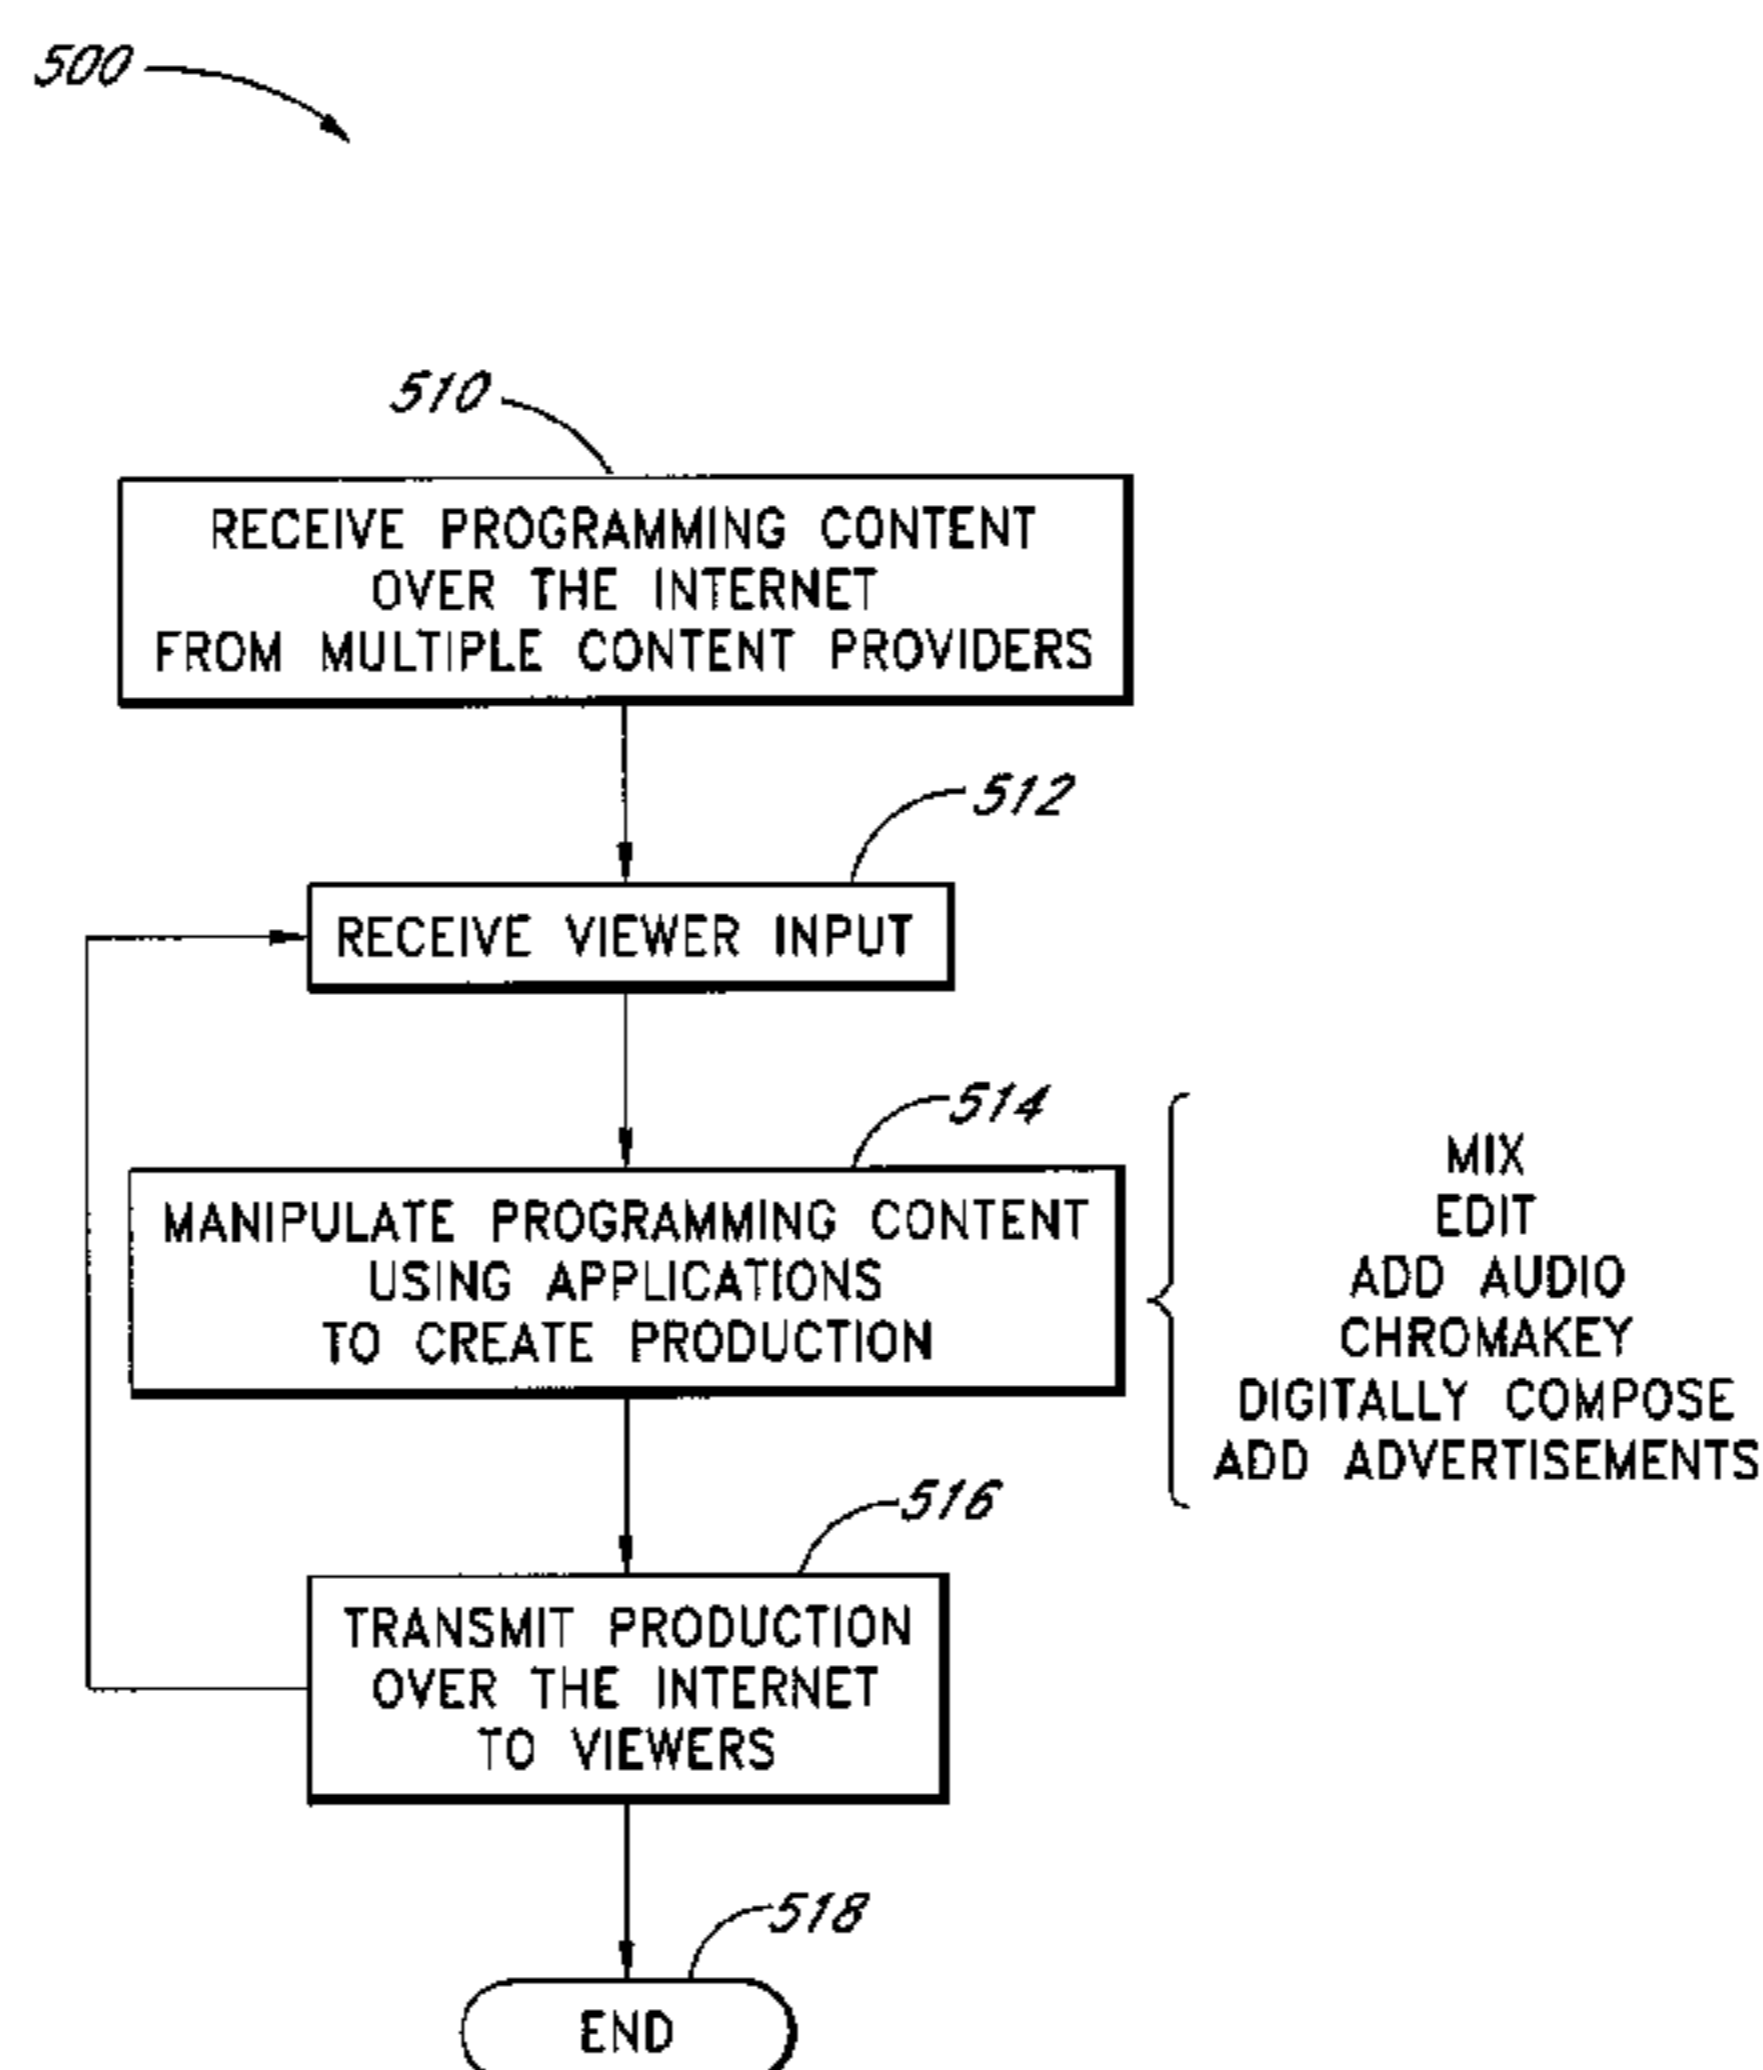 500
510
RECEIVE PROGRAMMING CONTENT
OVER THE INTERNET
FROM MULTIPLE CONTENT PROVIDERS
512
RECEIVE VIEWER INPUT
514
MANIPULATE PROGRAMMING CONTENT
USING APPLICATIONS
TO CREATE PRODUCTION
MIX
EDIT
ADD AUDIO
CHROMAKEY
DIGITALLY COMPOSE
ADD ADVERTISEMENTS
516
TRANSMIT PRODUCTION
OVER THE INTERNET
TO VIEWERS
518
END